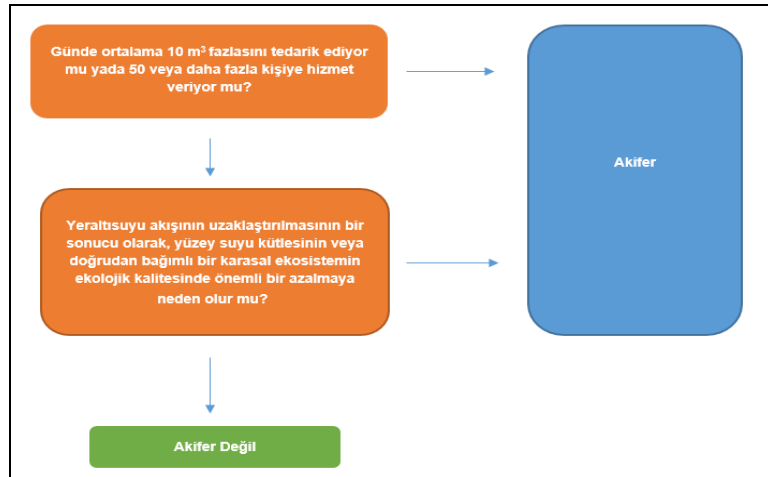 Günde ortalama 10 m³ fazlasını tedarik ediyor
mu yada 50 veya daha fazla kişiye hizmet
veriyor mu?
Akifer
Yeraltısuyu akışının uzaklaştırılmasının bir
sonucu olarak, yüzey suyu kütlesinin veya
doğrudan bağımlı bir karasal ekosistemin
ekolojik kalitesinde önemli bir azalmaya
neden olur mu?
Akifer Değil